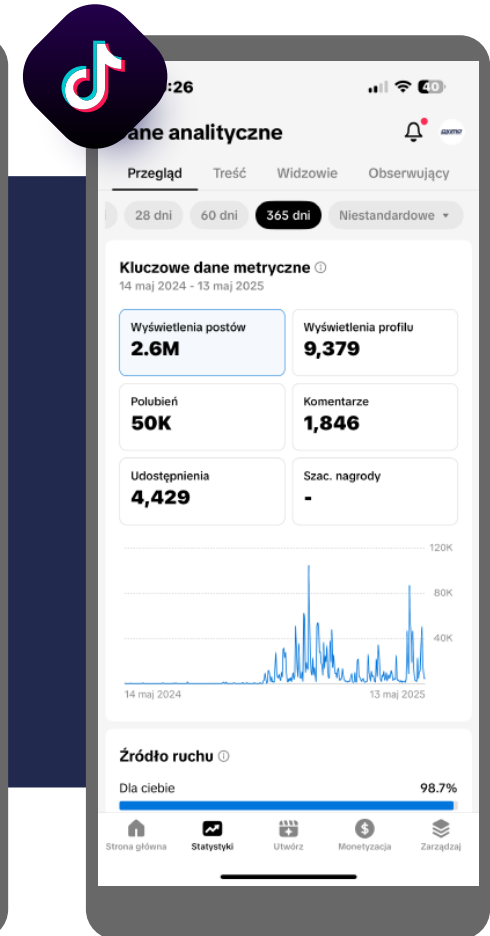 :26
40
ane analityczne
Przegląd Treść Widzowie Obserwujący
28 dni 60 dni 365 dni Niestandardowe
Kluczowe dane metryczne
14 maj 2024 - 13 maj 2025
Wyświetlenia postów Wyświetlenia profilu
2.6M 9,379
Polubień Komentarze
50K 1,846
Udostępnienia Szac. nagrody
4,429 -
120K
80K
40K
14 maj 2024 13 maj 2025
Źródło ruchu
Dla ciebie 98.7%
Strona główna Statystyki Utwórz Monetyzacja Zarządzaj